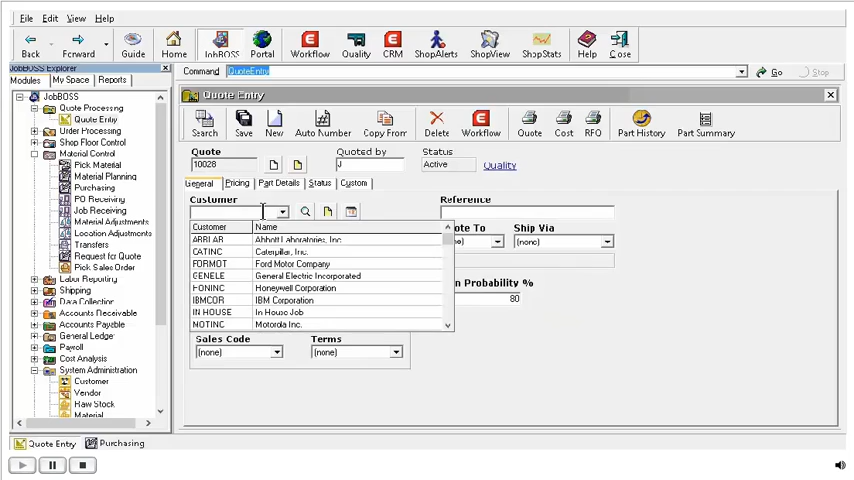 File Edit View Help
Back Forward Guide Home JobBOSS Portal Workflow Quality CRM ShopAlerts ShopView ShopStats Help Close
JobBOSS Explorer
Modules My Space Reports
Command QuoteEntry Go Stop
JobBOSS
Quote Processing
Quote Entry
Order Processing
Shop Floor Control
Material Control
Pick Material
Material Planning
Purchasing
PO Receiving
Job Receiving
Material Adjustments
Location Adjustments
Transfers
Request for Quote
Pick Sales Order
Labor Reporting
Shipping
Data Collection
Accounts Receivable
Accounts Payable
General Ledger
Payroll
Cost Analysis
System Administration
Customer
Vendor
Raw Stock
Material
Quote Entry
Search Save New Auto Number Copy From Delete Workflow Quote Cost RFQ Part History Part Summary
Quote Quoted by Status
10028 J Active Quality
General Pricing Part Details Status Custom
Customer Reference
Customer Name
ABBLAB Abbott Laboratories, Inc.
CATINC Caterpillar, Inc.
FORMOT Ford Motor Company
GENELE General Electric Incorporated
HONINC Honeywell Corporation
IBMCOR IBM Corporation
IN HOUSE In House Job
NOTINC Motorola Inc.
Ship Via
(none)
Probability %
80
Sales Code Terms
(none) (none)
Quote Entry Purchasing